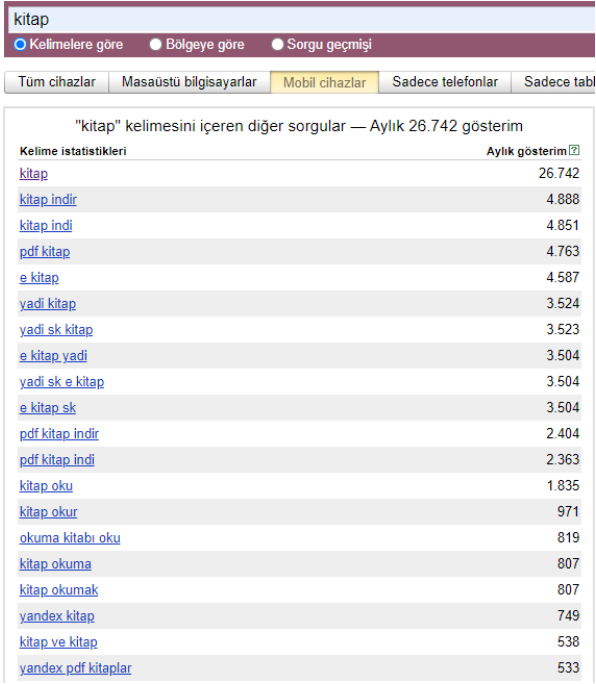 kitap
Kelimelere göre Bölgeye göre Sorgu geçmişi
Tüm cihazlar Masaüstü bilgisayarlar Mobil cihazlar Sadece telefonlar Sadece tabl
"kitap" kelimesini içeren diğer sorgular — Aylık 26.742 gösterim
Kelime istatistikleri Aylık gösterim ?
kitap 26.742
kitap indir 4.888
kitap indi 4.851
pdf kitap 4.763
e kitap 4.587
yadi kitap 3.524
yadi sk kitap 3.523
e kitap yadi 3.504
yadi sk e kitap 3.504
e kitap sk 3.504
pdf kitap indir 2.404
pdf kitap indi 2.363
kitap oku 1.835
kitap okur 971
okuma kitabı oku 819
kitap okuma 807
kitap okumak 807
yandex kitap 749
kitap ve kitap 538
yandex pdf kitaplar 533